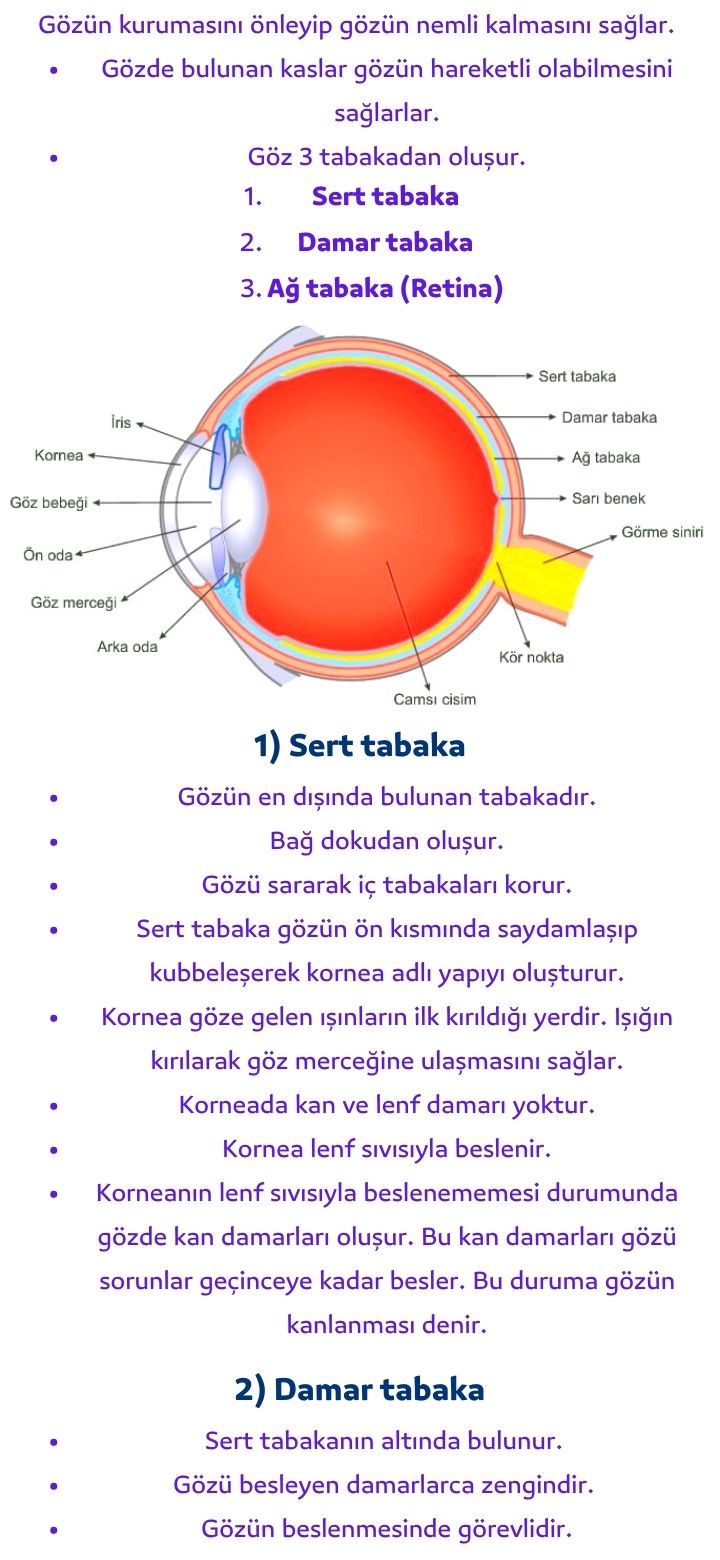 Gözün kurumasını önleyip gözün nemli kalmasını sağlar.
• Gözde bulunan kaslar gözün hareketli olabilmesini
sağlarlar.
• Göz 3 tabakadan oluşur.
1. Sert tabaka
2. Damar tabaka
3. Ağ tabaka (Retina)
Sert tabaka
Damar tabaka
İris
Kornea
Ağ tabaka
Göz bebeği
Sarı benek
Görme siniri
Ön oda
Göz merceği
Arka oda
Kör nokta
Camsı cisim
1) Sert tabaka
• Gözün en dışında bulunan tabakadır.
• Bağ dokudan oluşur.
• Gözü sararak iç tabakaları korur.
• Sert tabaka gözün ön kısmında saydamlaşıp
kubbeleşerek kornea adlı yapıyı oluşturur.
• Kornea göze gelen ışınların ilk kırıldığı yerdir. Işığın
kırılarak göz merceğine ulaşmasını sağlar.
• Korneada kan ve lenf damarı yoktur.
• Kornea lenf sıvısıyla beslenir.
• Korneanın lenf sıvısıyla beslenememesi durumunda
gözde kan damarları oluşur. Bu kan damarları gözü
sorunlar geçinceye kadar besler. Bu duruma gözün
kanlanması denir.
2) Damar tabaka
• Sert tabakanın altında bulunur.
• Gözü besleyen damarlarca zengindir.
• Gözün beslenmesinde görevlidir.